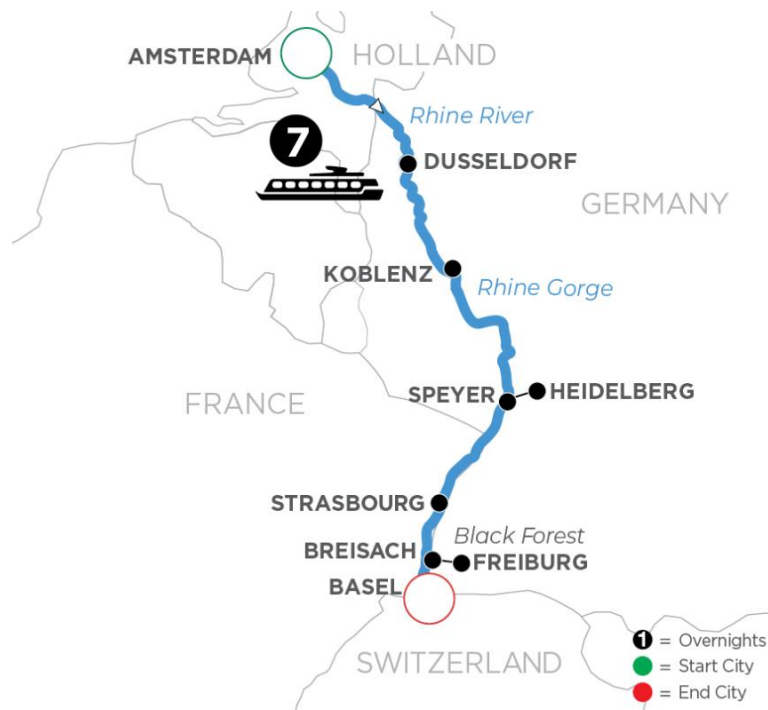 AMSTERDAM
HOLLAND
Rhine River
7
DUSSELDORF
GERMANY
KOBLENZ
Rhine Gorge
FRANCE
SPEYER
HEIDELBERG
STRASBOURG
Black Forest
BREISACH
FREIBURG
BASEL
SWITZERLAND
1 = Overnights
= Start City
= End City